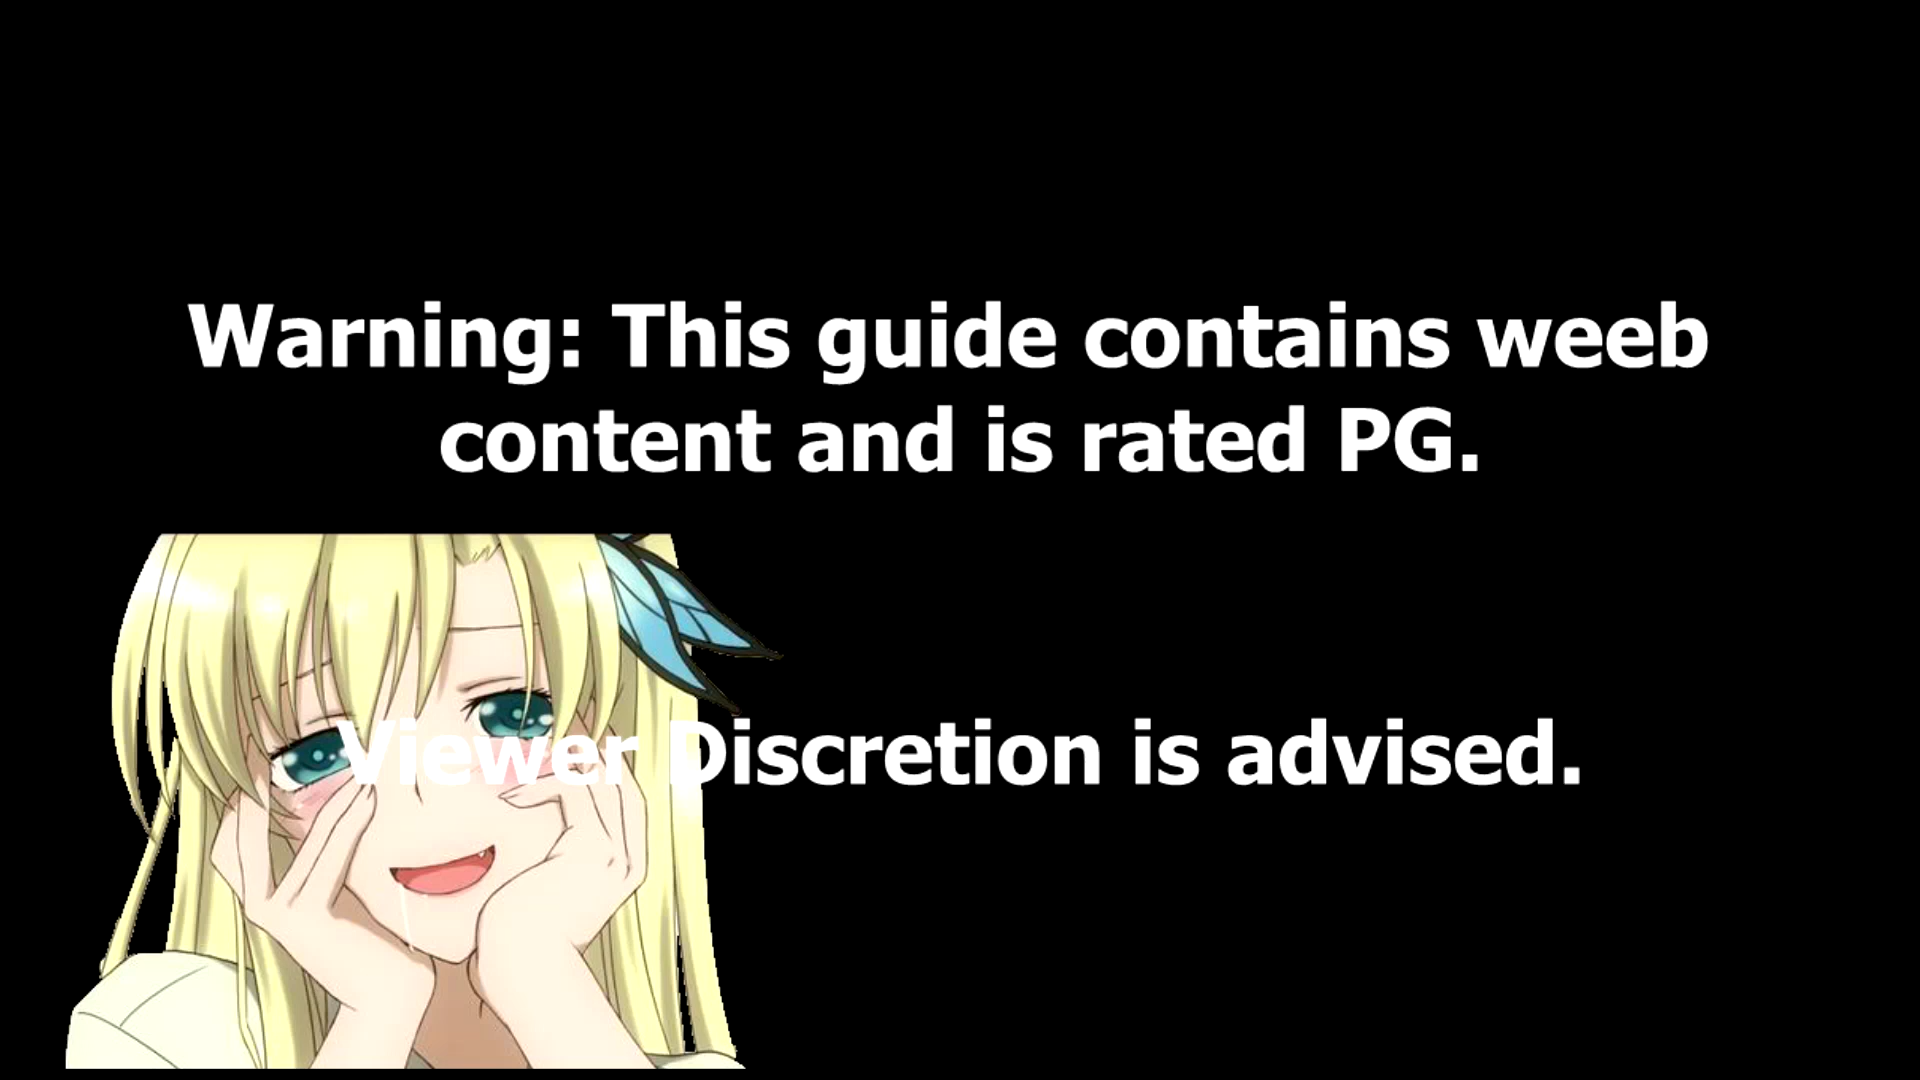 Warning: This guide contains weeb
content and is rated PG.
Viewer Discretion is advised.